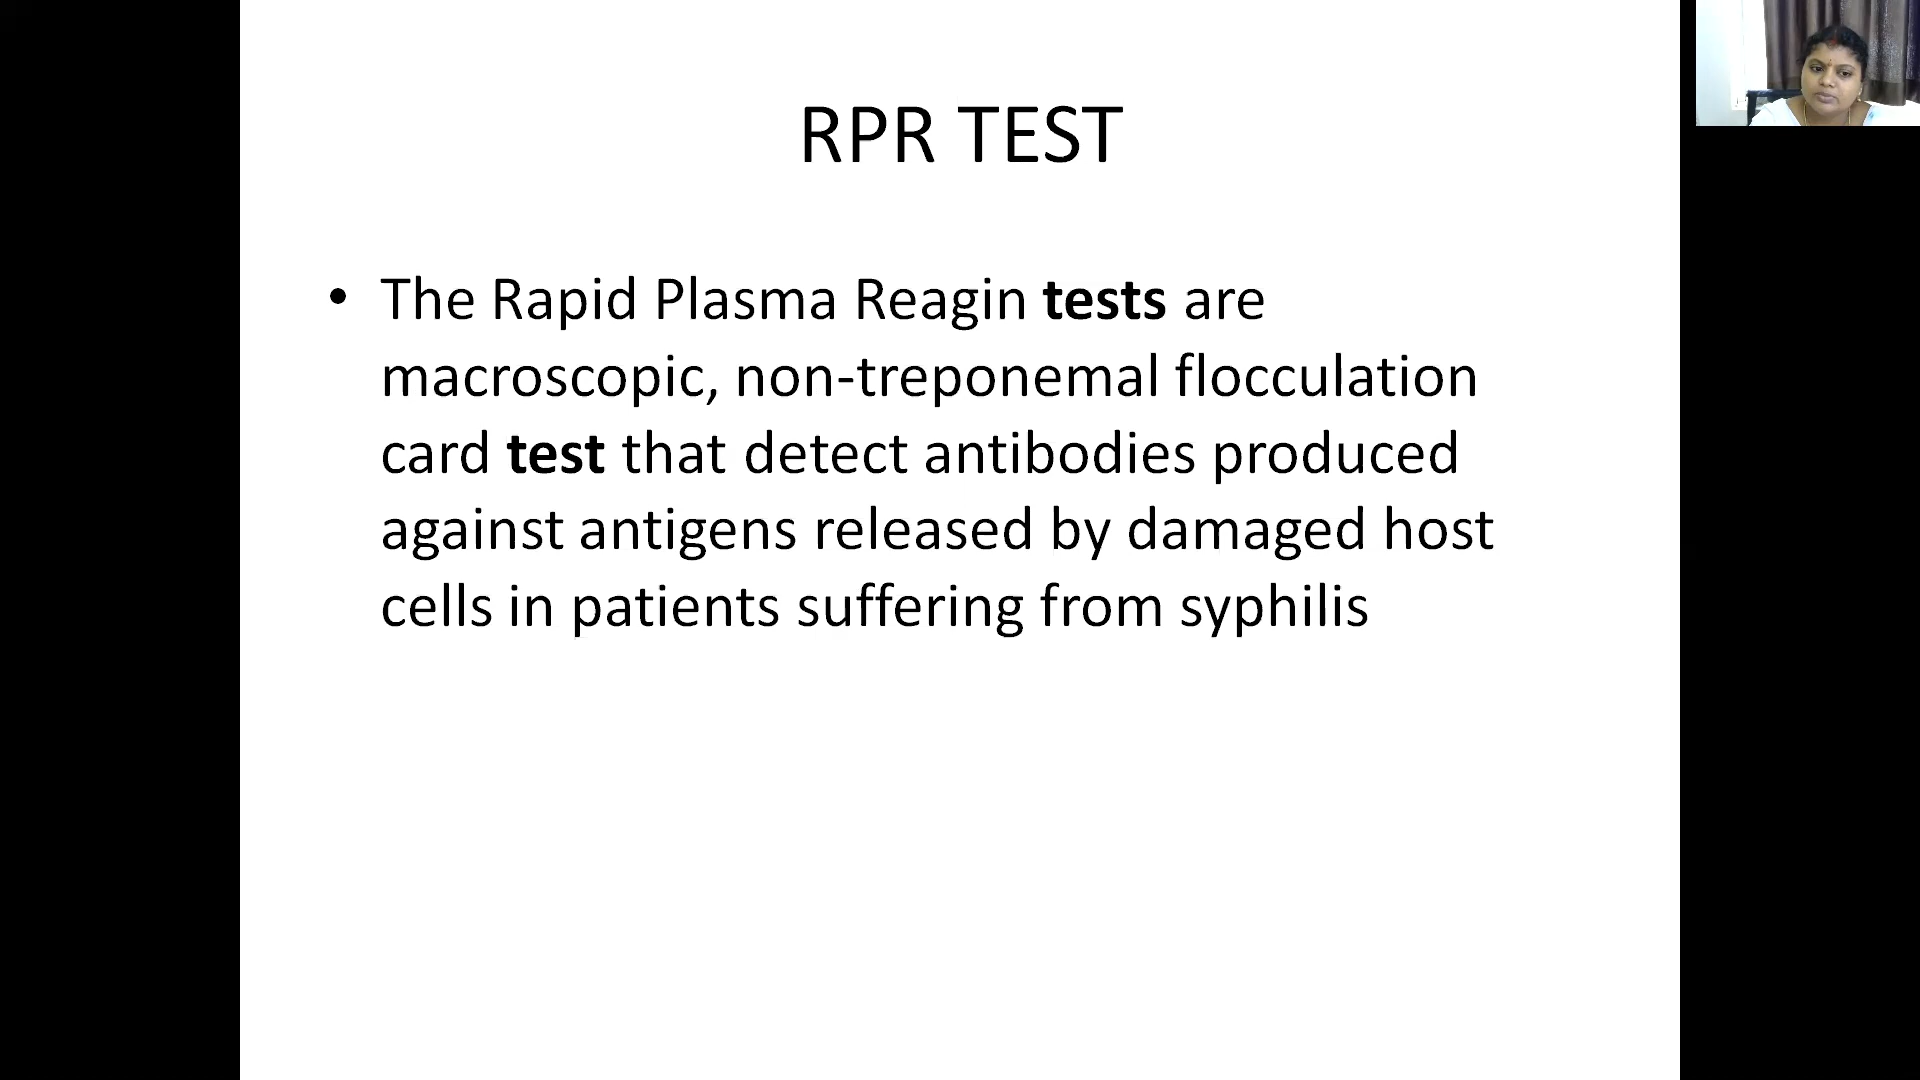 RPR TEST
• The Rapid Plasma Reagin tests are
macroscopic, non-treponemal flocculation
card test that detect antibodies produced
against antigens released by damaged host
cells in patients suffering from syphilis